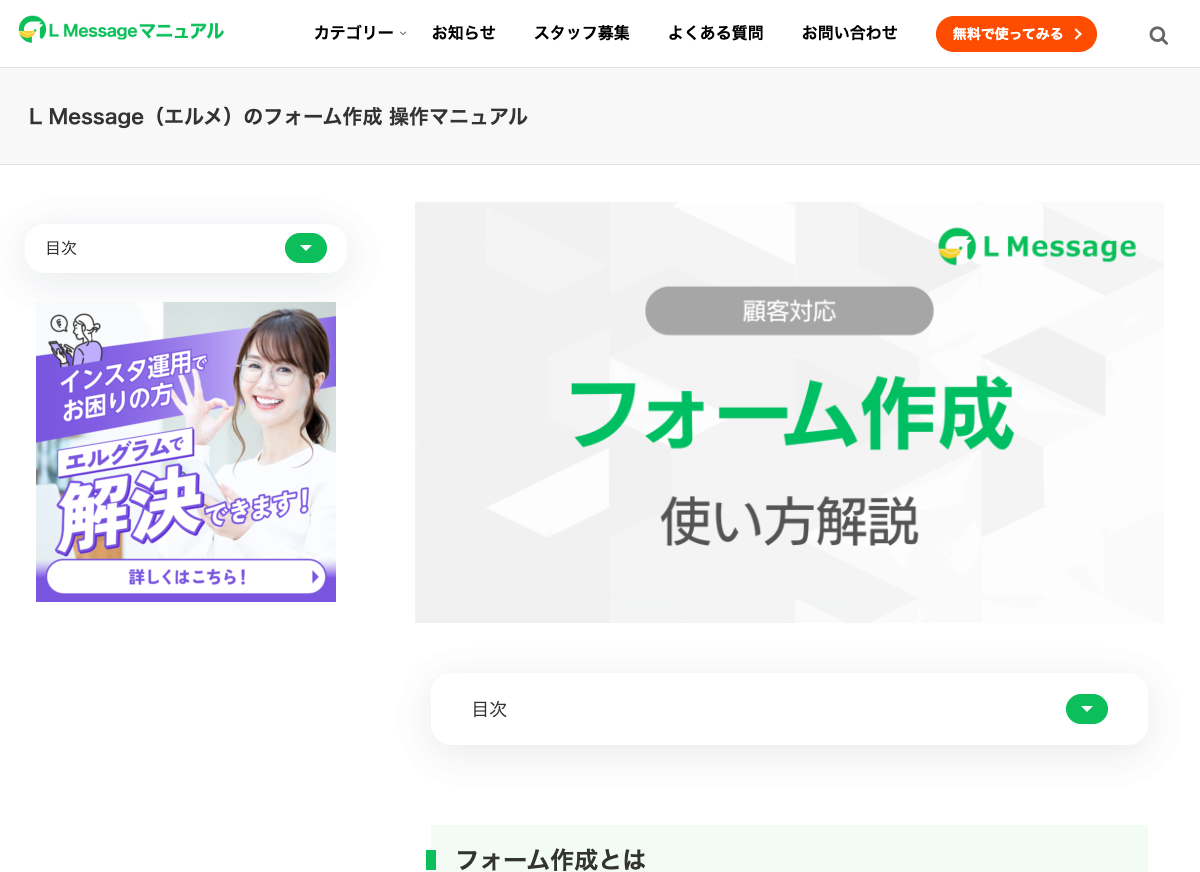 L Messageマニュアル
カテゴリー
お知らせ
スタッフ募集
よくある質問
お問い合わせ
無料で使ってみる
L Message（エルメ）のフォーム作成 操作マニュアル
目次
インスタ運用で
お困りの方
エルグラムで
解決できます!
詳しくはこちら!
L Message
顧客対応
フォーム作成
使い方解説
目次
フォーム作成とは